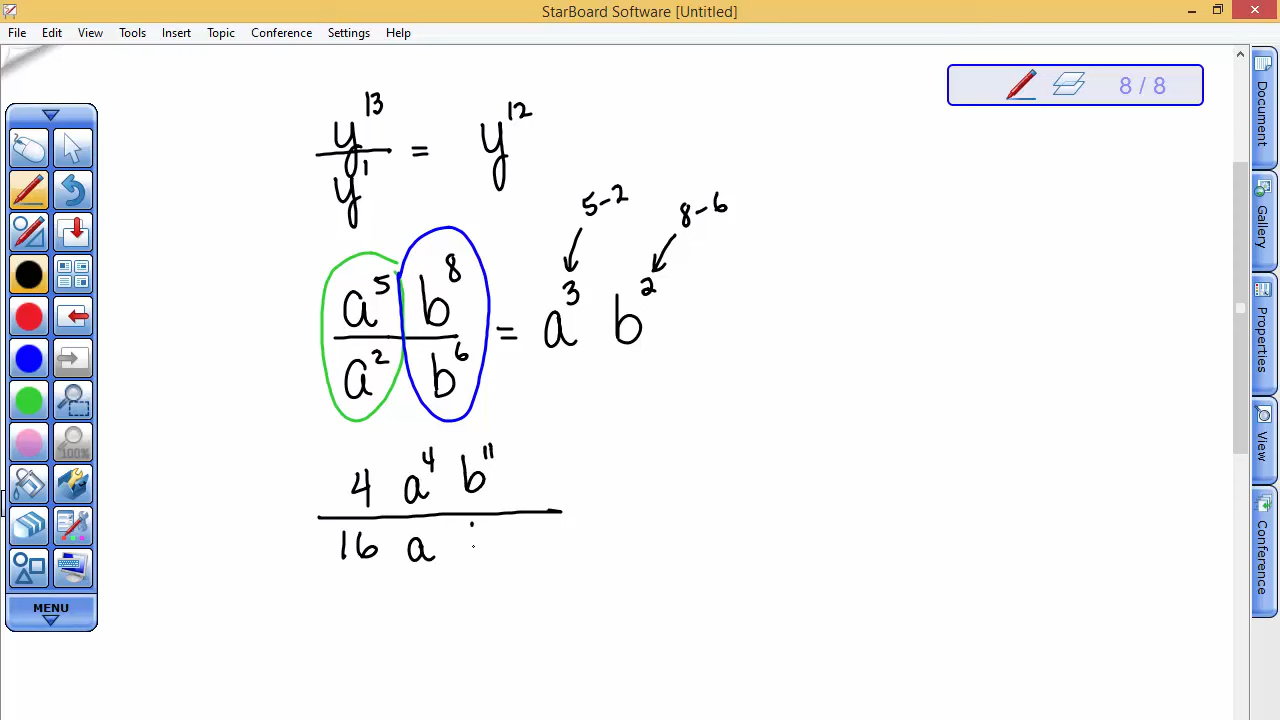 StarBoard Software [Untitled]
File Edit View Tools Insert Topic Conference Settings Help
8 / 8
Document
Gallery
Properties
View
Conference
100%
MENU
y^13 / y^1 = y^12
5-2 8-6
a^5 b^8 / a^2 b^6 = a^3 b^2
4 a^4 b^11
16 a